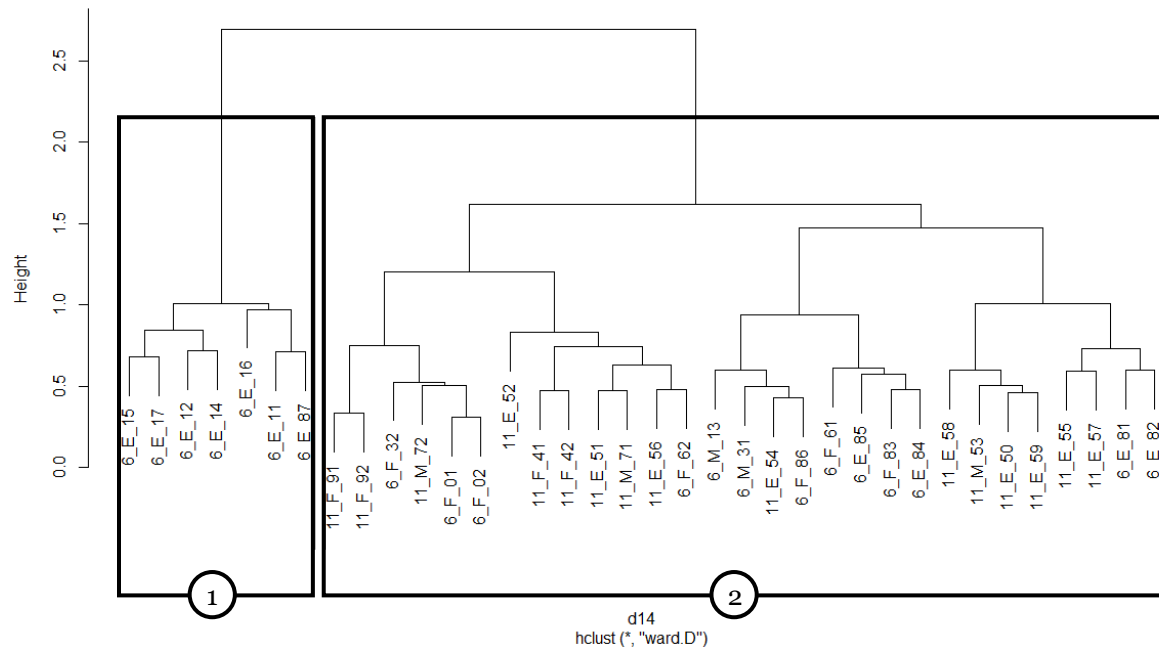 Height
2.5
2.0
1.5
1.0
0.5
0.0
6_E_15
6_E_17
6_E_12
6_E_14
6_E_16
6_E_11
6_E_87
11_F_91
11_F_92
6_F_32
11_M_72
6_F_01
6_F_02
11_E_52
11_F_41
11_F_42
11_E_51
11_M_71
11_E_56
6_F_62
6_M_13
6_M_31
11_E_54
6_F_86
6_F_61
6_E_85
6_F_83
6_E_84
11_E_58
11_M_53
11_E_50
11_E_59
11_E_55
11_E_57
6_E_81
6_E_82
1
2
d14
hclust (*, "ward.D")